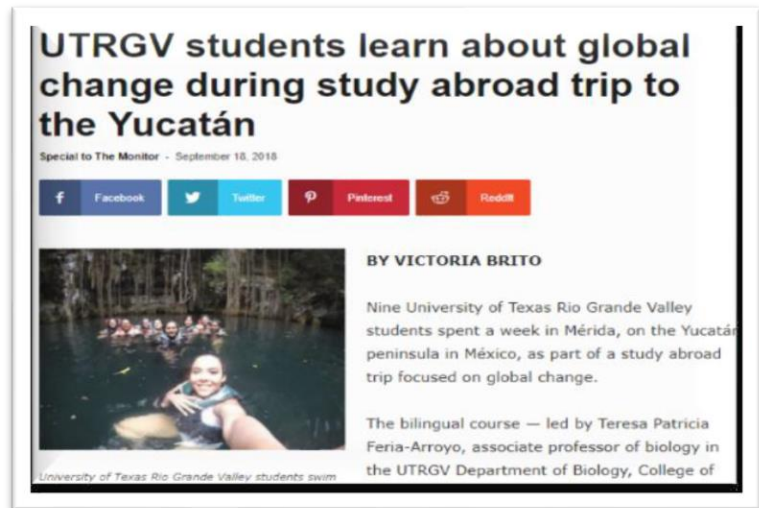 UTRGV students learn about global
change during study abroad trip to
the Yucatán
Special to The Monitor - September 18, 2018
Facebook Twitter Pinterest ReddIt
BY VICTORIA BRITO
Nine University of Texas Rio Grande Valley
students spent a week in Mérida, on the Yucatán
peninsula in México, as part of a study abroad
trip focused on global change.
The bilingual course — led by Teresa Patricia
Feria-Arroyo, associate professor of biology in
the UTRGV Department of Biology, College of
University of Texas Rio Grande Valley students swim